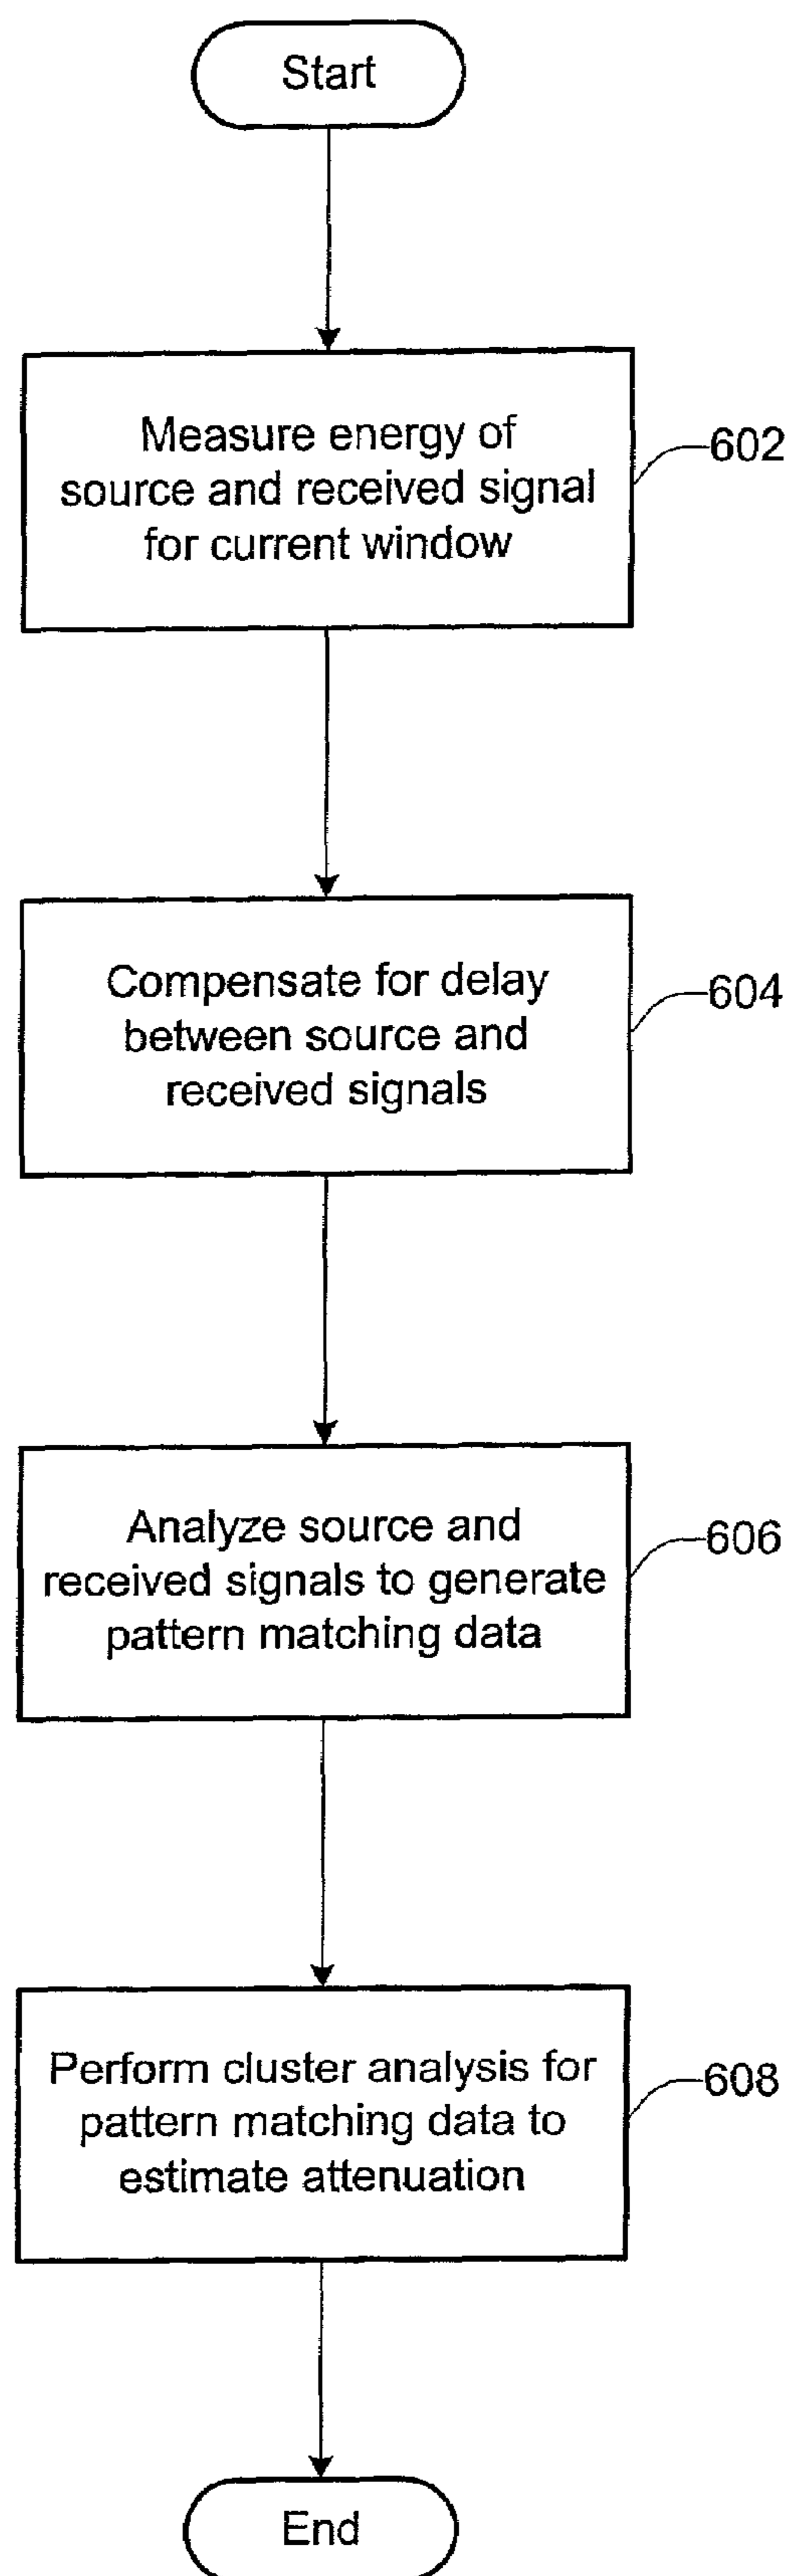 Start
Measure energy of
source and received signal
for current window
602
Compensate for delay
between source and
received signals
604
Analyze source and
received signals to generate
pattern matching data
606
Perform cluster analysis for
pattern matching data to
estimate attenuation
608
End